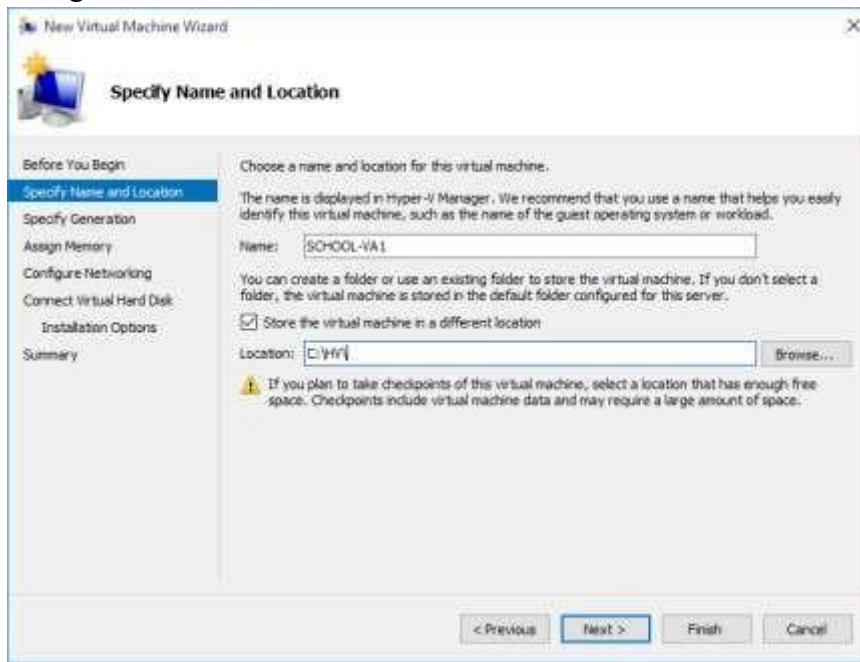 New Virtual Machine Wizard
Specify Name and Location
Before You Begin
Specify Name and Location
Specify Generation
Assign Memory
Configure Networking
Connect Virtual Hard Disk
Installation Options
Summary
Choose a name and location for this virtual machine.
The name is displayed in Hyper-V Manager. We recommend that you use a name that helps you easily
identify this virtual machine, such as the name of the guest operating system or workload.
Name: SCHOOL-VA1
You can create a folder or use an existing folder to store the virtual machine. If you don't select a
folder, the virtual machine is stored in the default folder configured for this server.
Store the virtual machine in a different location
Location: C:\HV\ Browse...
If you plan to take checkpoints of this virtual machine, select a location that has enough free
space. Checkpoints include virtual machine data and may require a large amount of space.
< Previous Next > Finish Cancel